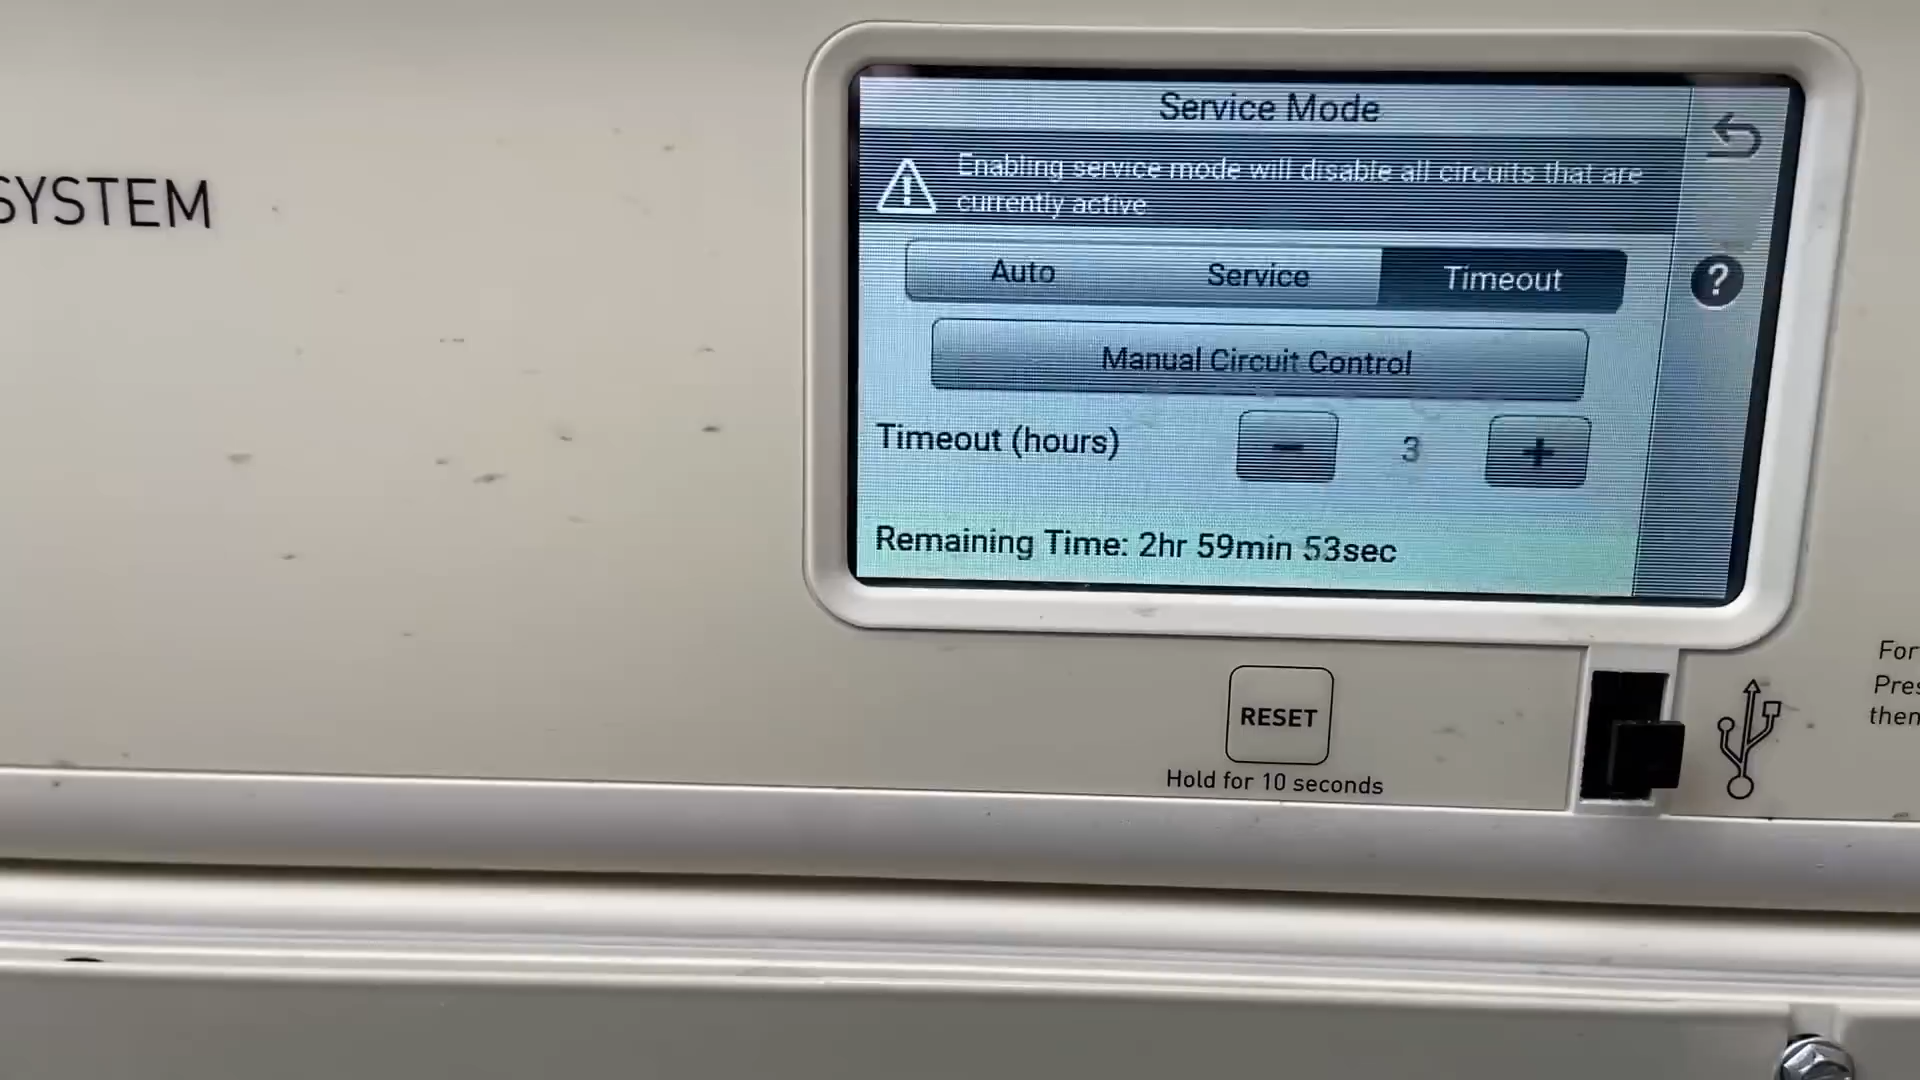 SYSTEM
Service Mode
Enabling service mode will disable all circuits that are
currently active
Auto Service Timeout
?
Manual Circuit Control
Timeout (hours) − 3 +
Remaining Time: 2hr 59min 53sec
RESET
Hold for 10 seconds
For
Pres
then